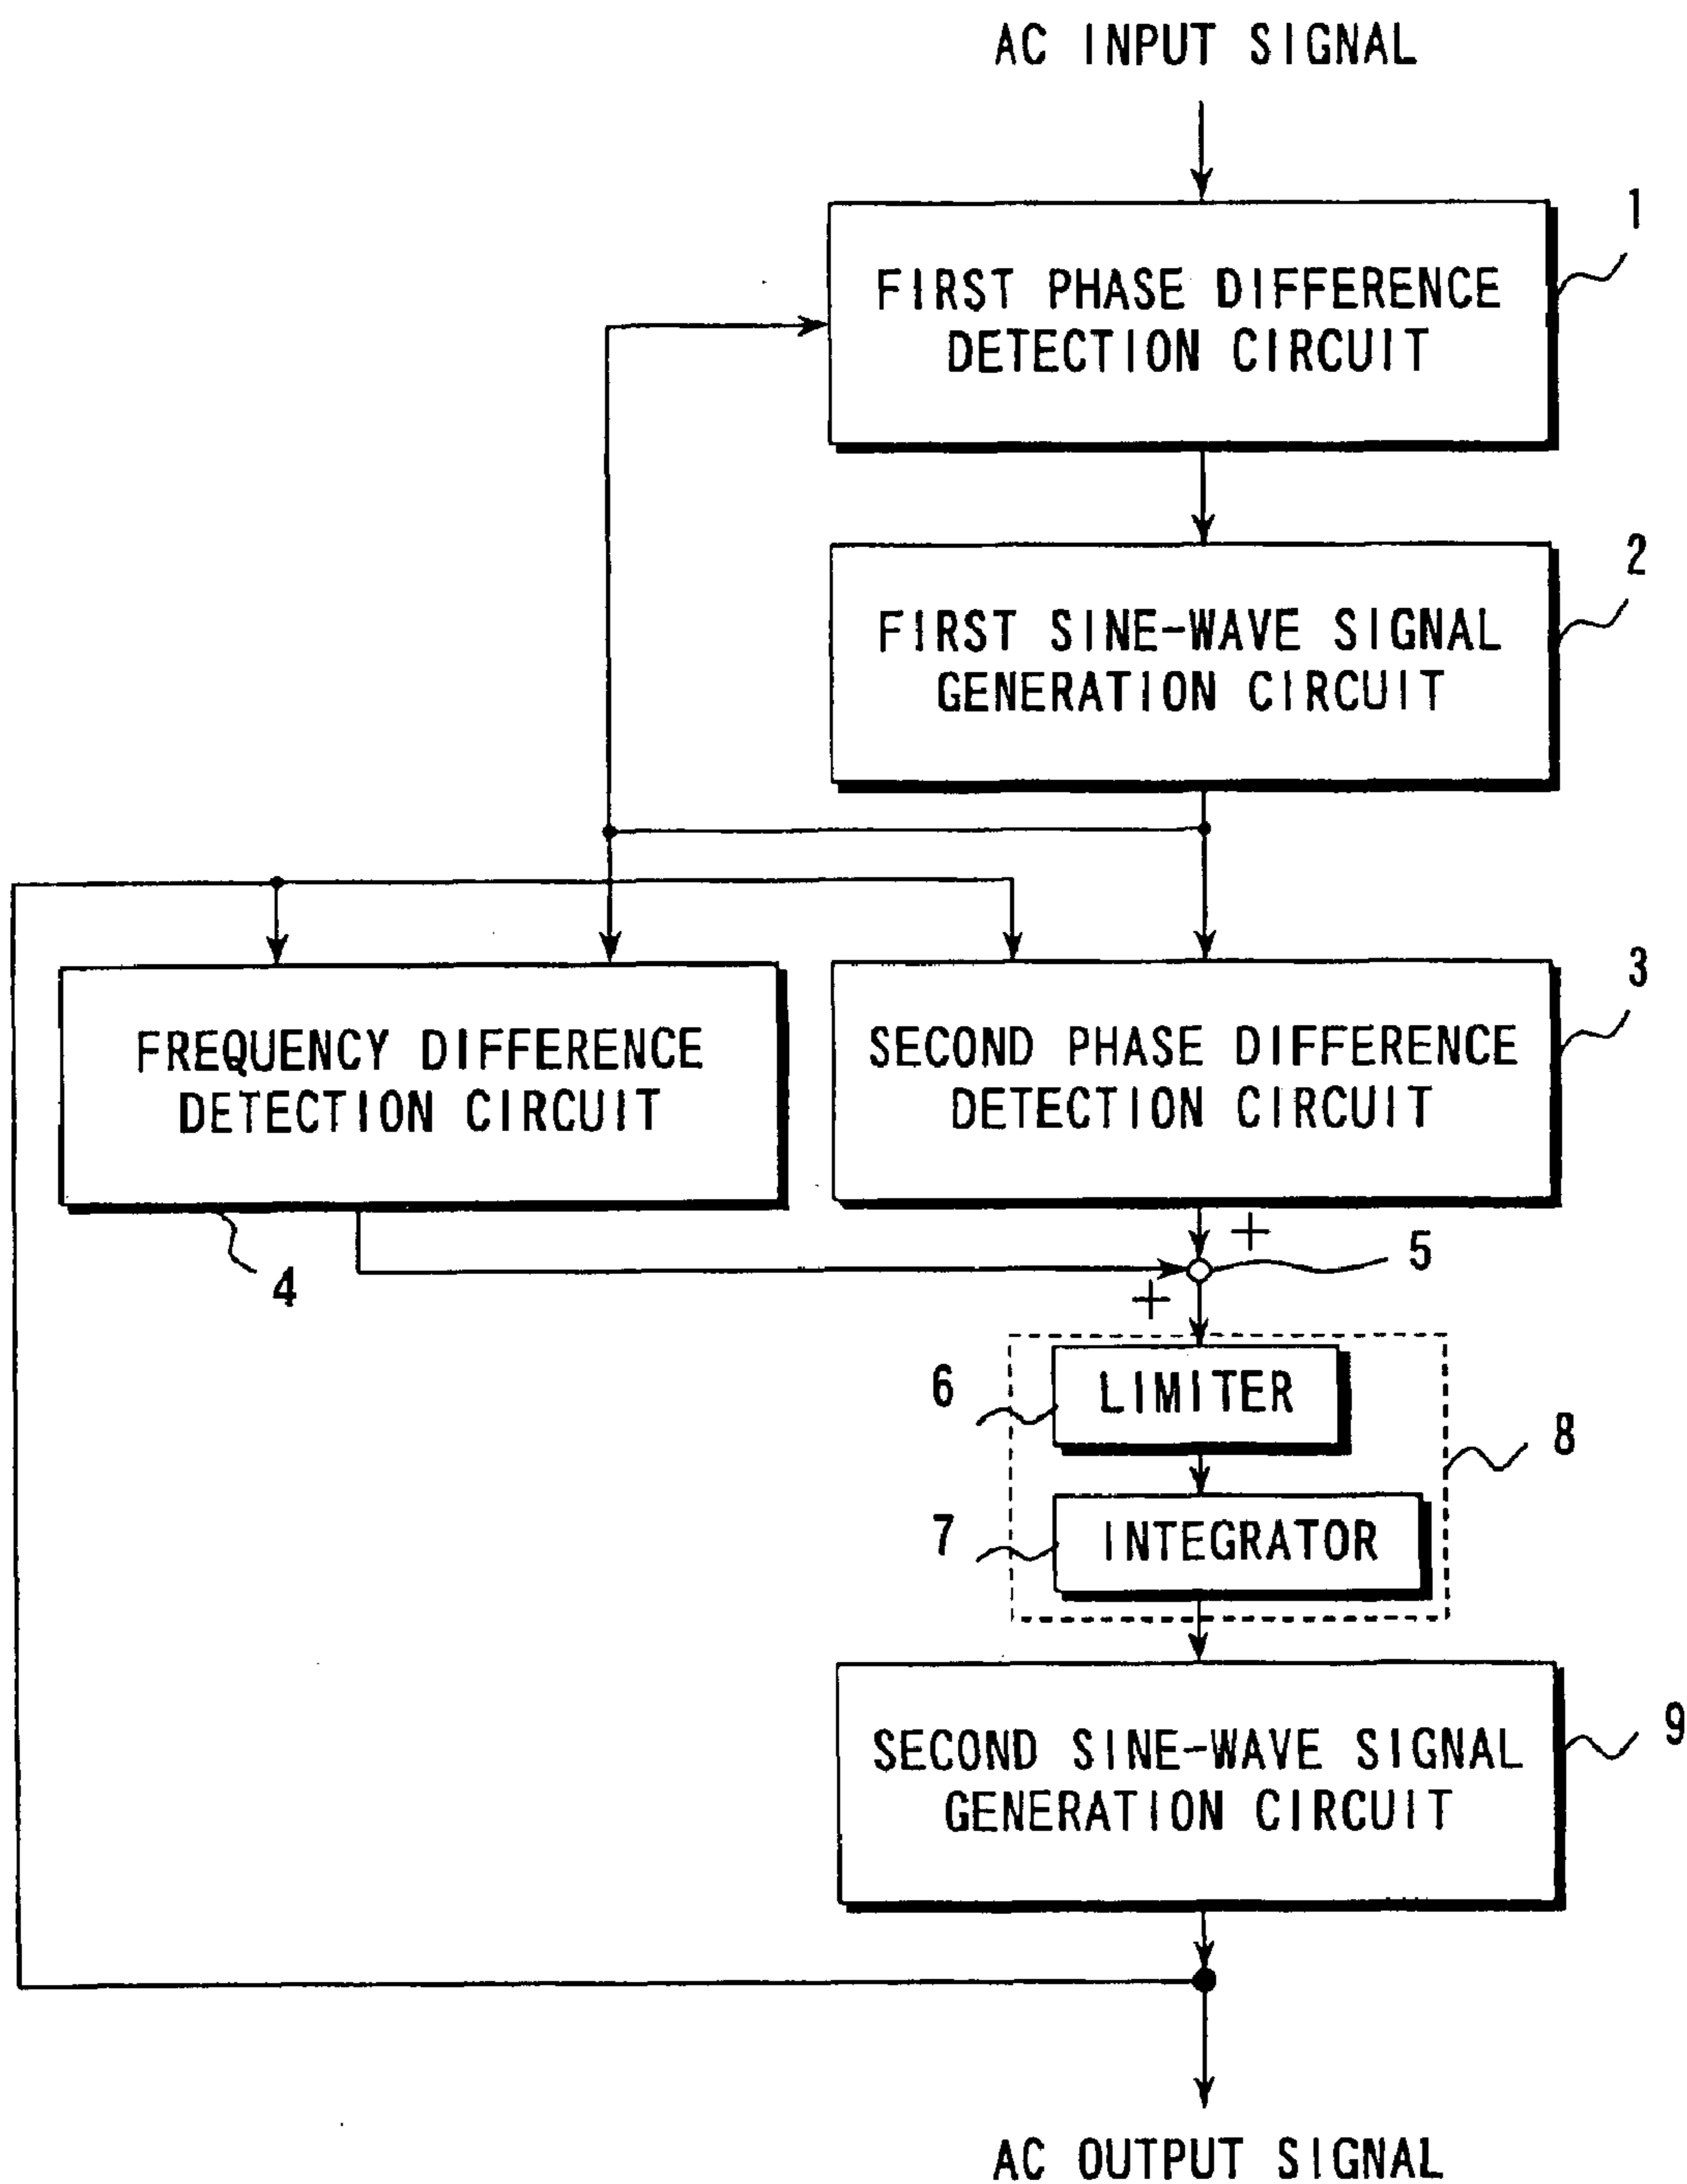 AC INPUT SIGNAL
1
FIRST PHASE DIFFERENCE
DETECTION CIRCUIT
2
FIRST SINE-WAVE SIGNAL
GENERATION CIRCUIT
3
FREQUENCY DIFFERENCE
DETECTION CIRCUIT
SECOND PHASE DIFFERENCE
DETECTION CIRCUIT
4
+
5
+
6
LIMITER
8
7
INTEGRATOR
9
SECOND SINE-WAVE SIGNAL
GENERATION CIRCUIT
AC OUTPUT SIGNAL